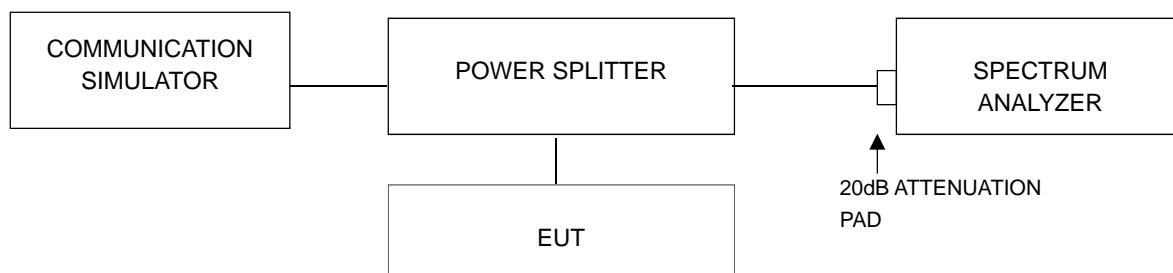 COMMUNICATION
SIMULATOR
POWER SPLITTER
SPECTRUM
ANALYZER
20dB ATTENUATION
PAD
EUT